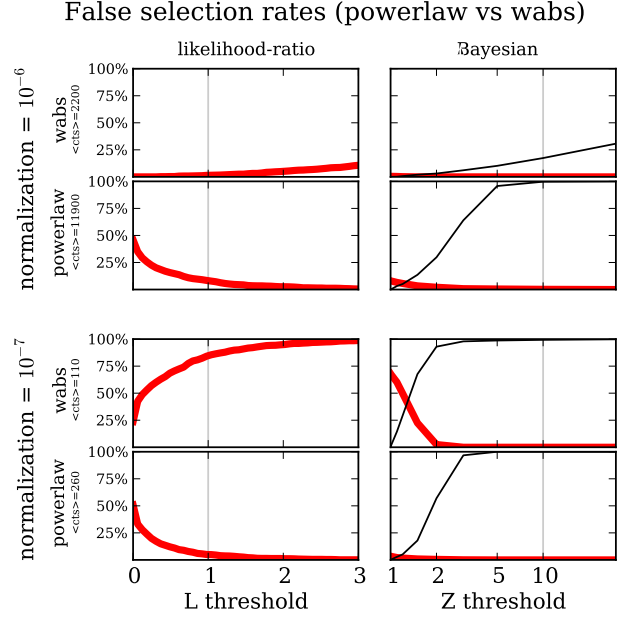 False selection rates (powerlaw vs wabs)
likelihood-ratio
Bayesian
normalization = 10⁻⁶
wabs
<cts>=2200
100%
75%
50%
25%
powerlaw
<cts>=11900
100%
75%
50%
25%
normalization = 10⁻⁷
wabs
<cts>=110
100%
75%
50%
25%
powerlaw
<cts>=260
100%
75%
50%
25%
0 1 2 3
1 2 5 10
L threshold
Z threshold